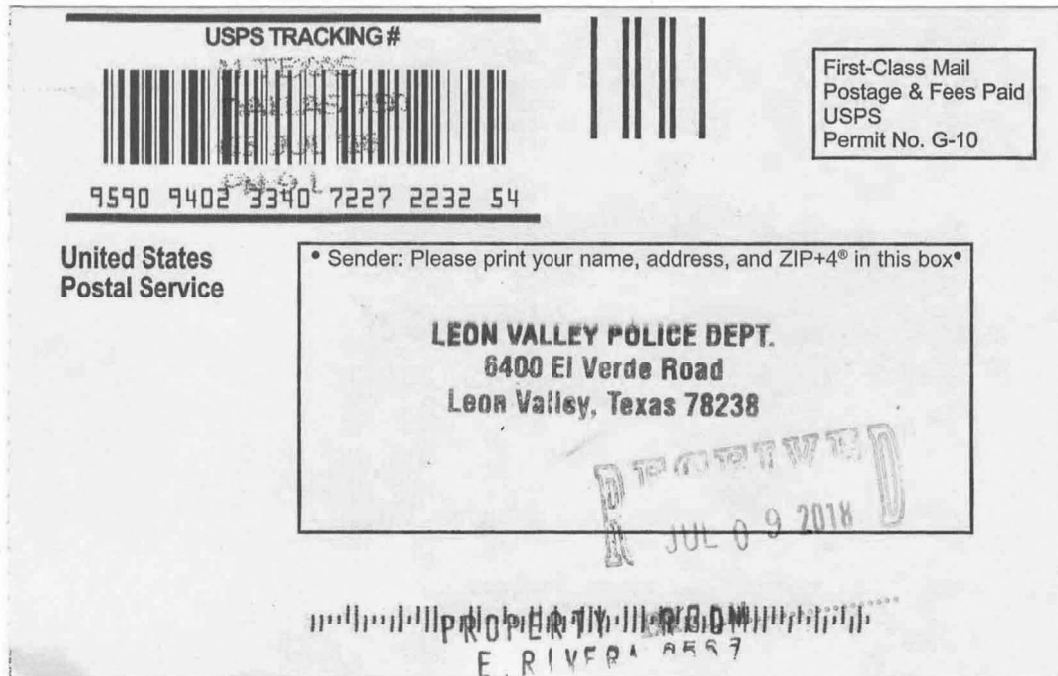 USPS TRACKING #
9590 9402 3340 7227 2232 54
First-Class Mail
Postage & Fees Paid
USPS
Permit No. G-10
United States
Postal Service
• Sender: Please print your name, address, and ZIP+4® in this box•
LEON VALLEY POLICE DEPT.
6400 El Verde Road
Leon Valley, Texas 78238
RECEIVED
JUL 09 2018
PROPERTY ROOM
E. RIVERA